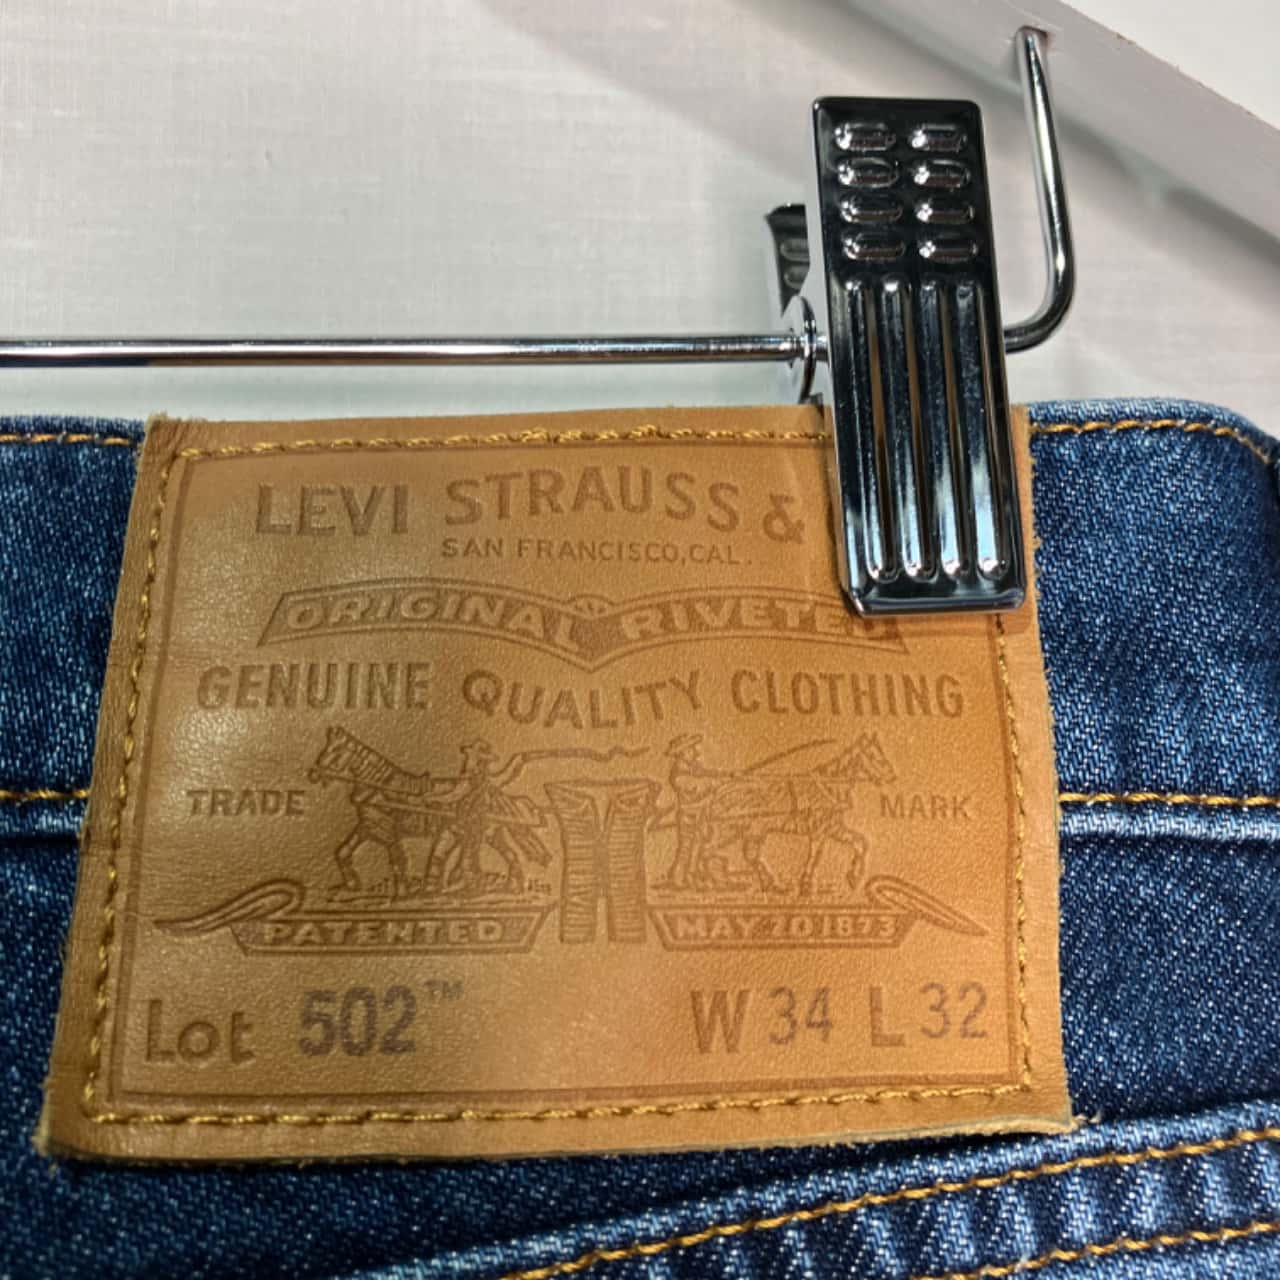 LEVI STRAUSS &
SAN FRANCISCO, CAL.
ORIGINAL RIVETED
GENUINE QUALITY CLOTHING
TRADE MARK
PATENTED MAY 20 1873
Lot 502™ W 34 L 32